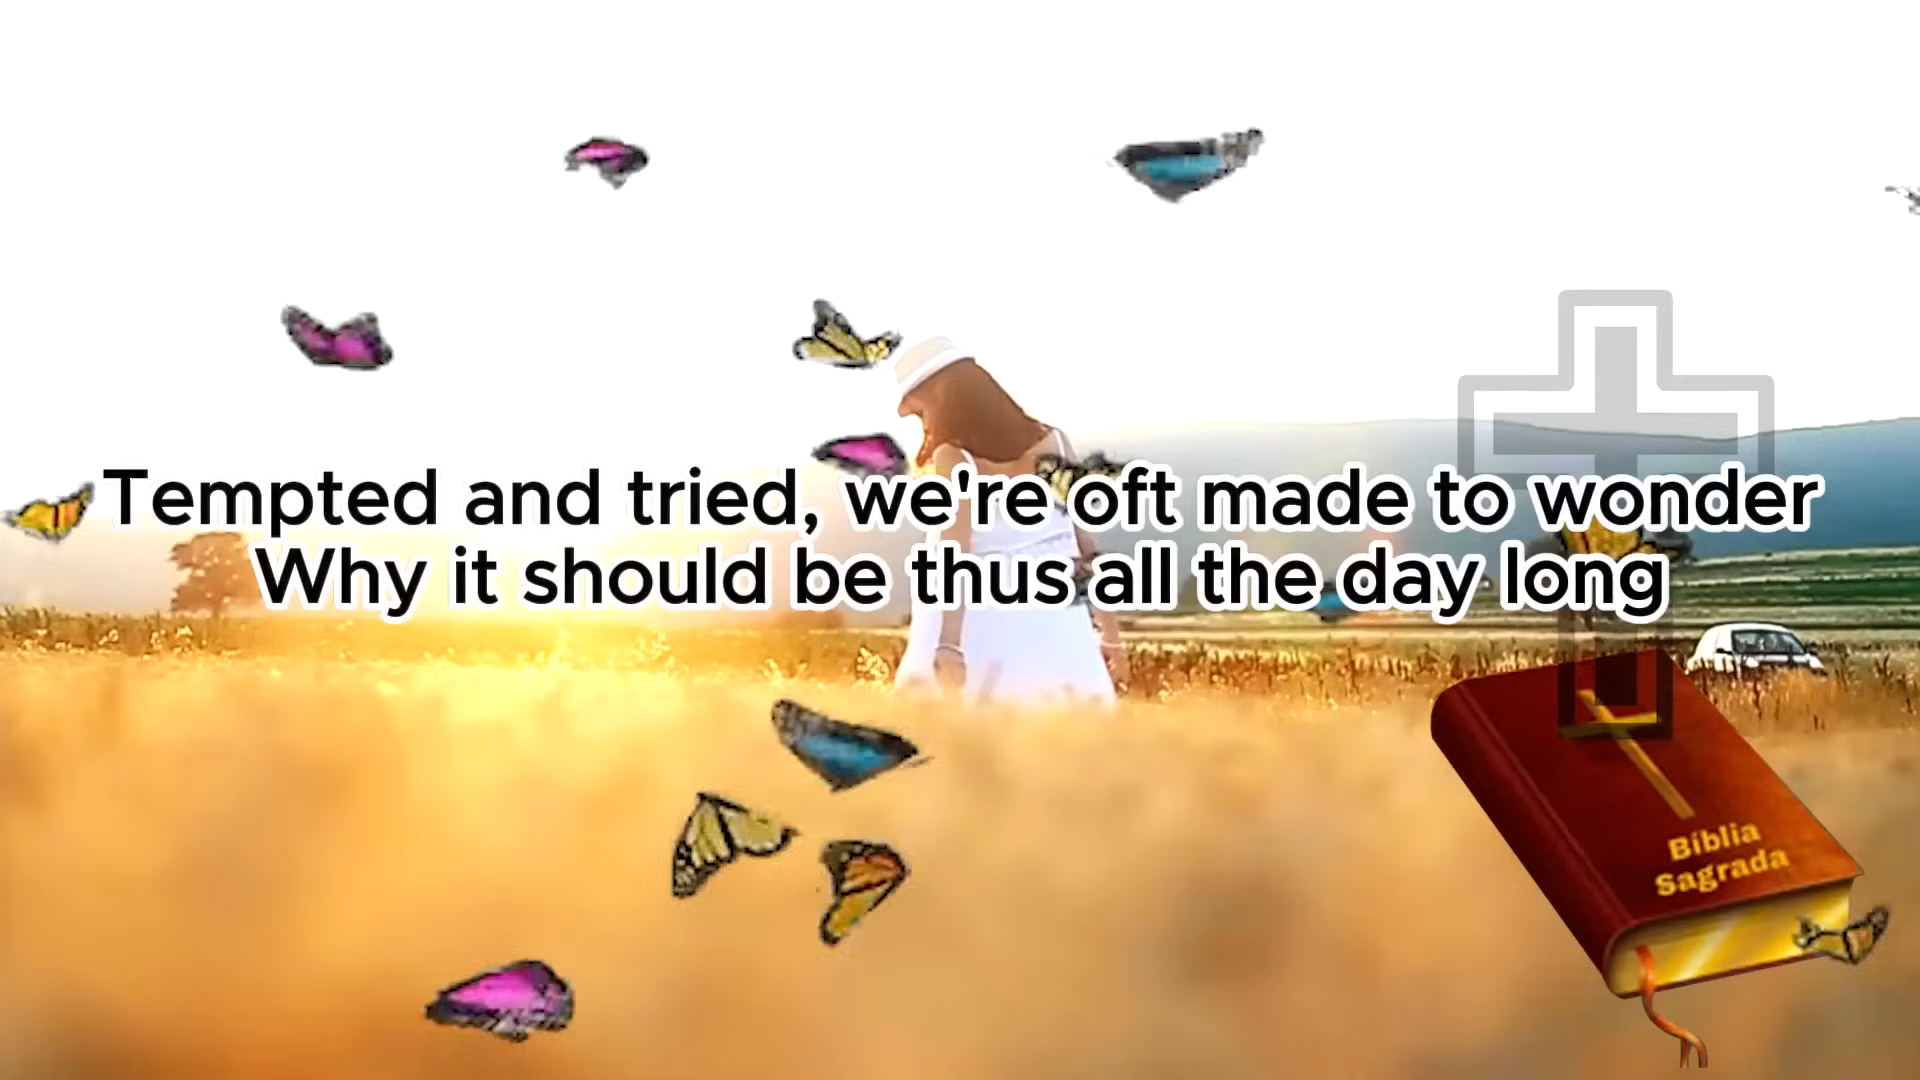 Tempted and tried, we're oft made to wonder
Why it should be thus all the day long
Bíblia
Sagrada